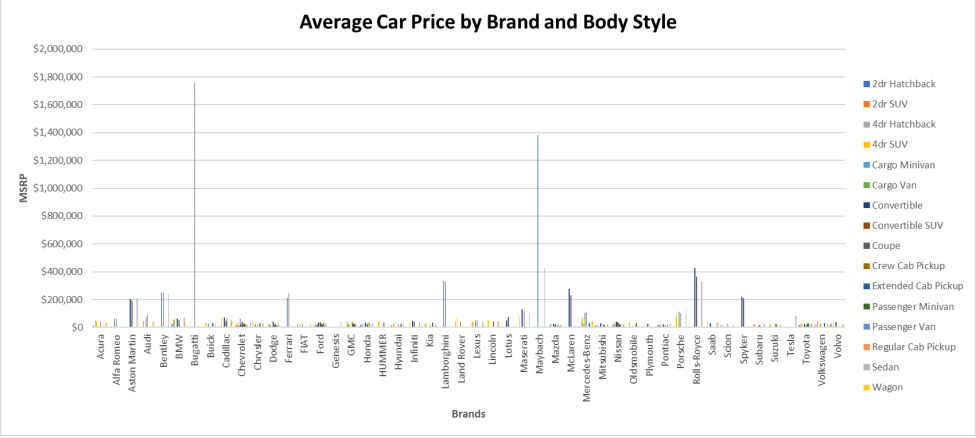 Average Car Price by Brand and Body Style
$2,000,000
$1,800,000
$1,600,000
$1,400,000
$1,200,000
$1,000,000
$800,000
$600,000
$400,000
$200,000
$0
MSRP
Acura
Alfa Romeo
Aston Martin
Audi
Bentley
BMW
Bugatti
Buick
Cadillac
Chevrolet
Chrysler
Dodge
Ferrari
FIAT
Ford
Genesis
GMC
Honda
HUMMER
Hyundai
Infiniti
Kia
Lamborghini
Land Rover
Lexus
Lincoln
Lotus
Maserati
Maybach
Mazda
McLaren
Mercedes-Benz
Mitsubishi
Nissan
Oldsmobile
Plymouth
Pontiac
Porsche
Rolls-Royce
Saab
Scion
Spyker
Subaru
Suzuki
Tesla
Toyota
Volkswagen
Volvo
Brands
2dr Hatchback
2dr SUV
4dr Hatchback
4dr SUV
Cargo Minivan
Cargo Van
Convertible
Convertible SUV
Coupe
Crew Cab Pickup
Extended Cab Pickup
Passenger Minivan
Passenger Van
Regular Cab Pickup
Sedan
Wagon